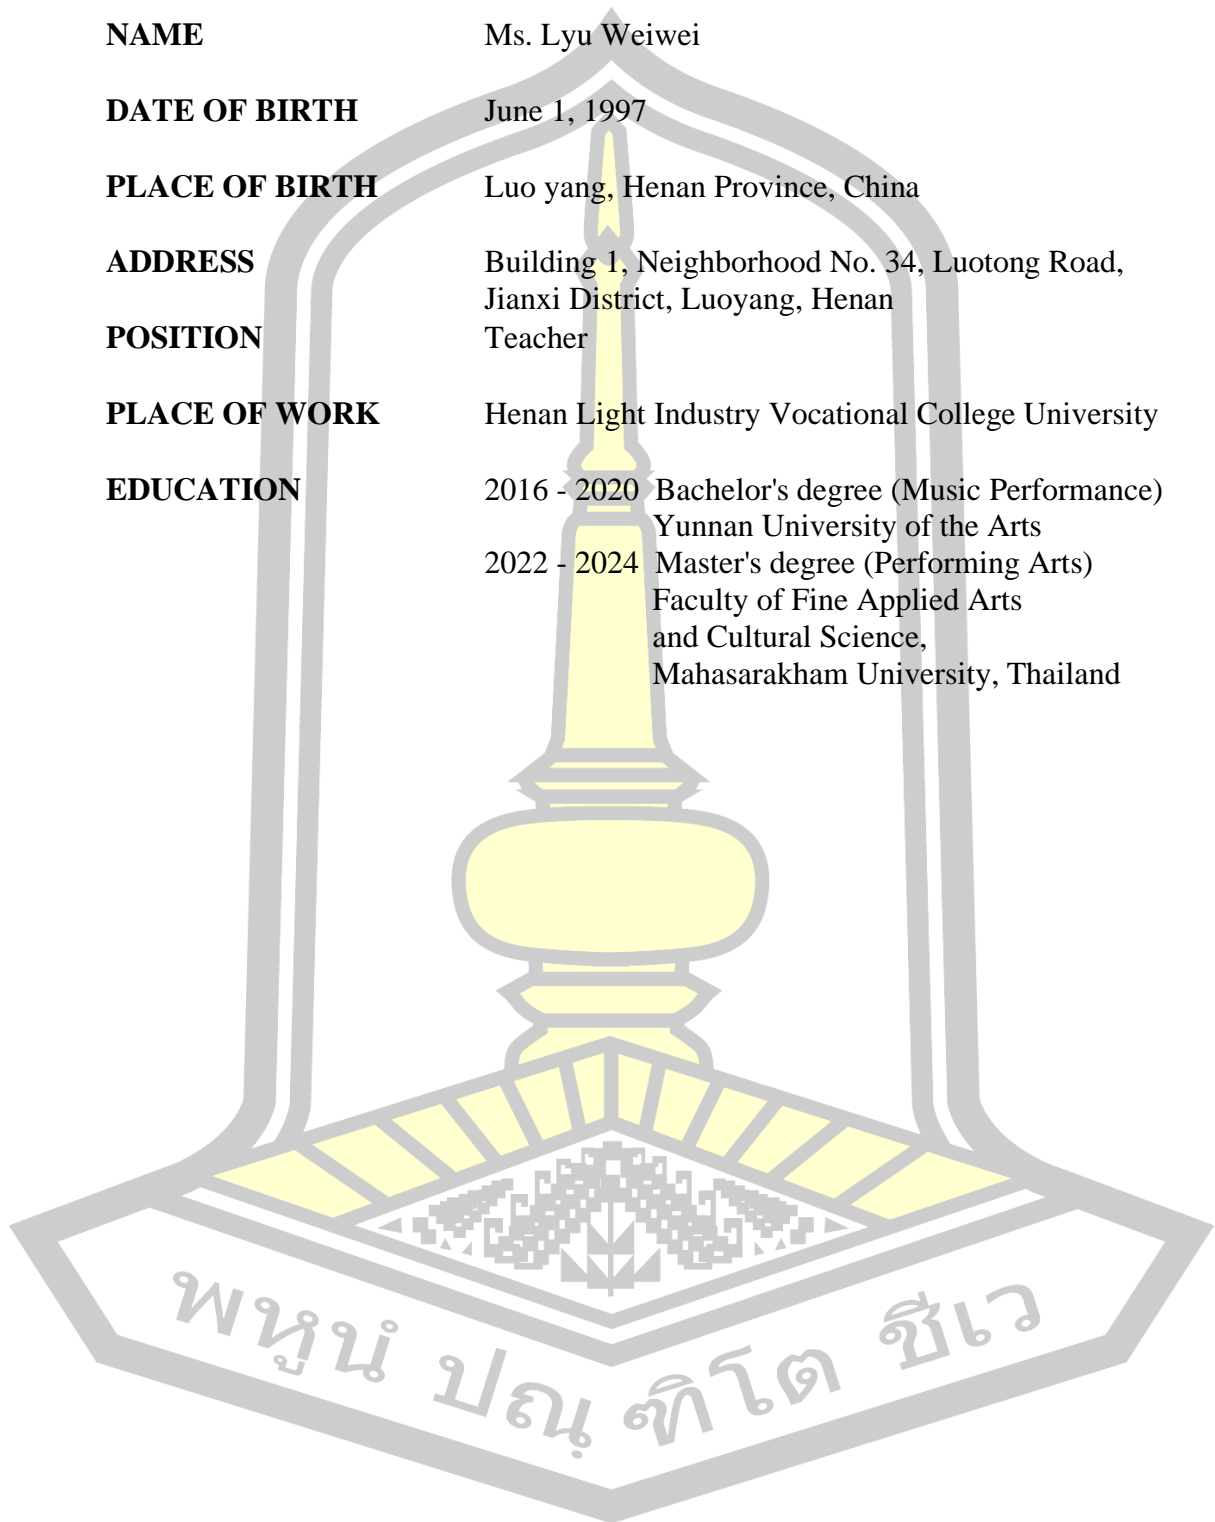 NAME Ms. Lyu Weiwei
DATE OF BIRTH June 1, 1997
PLACE OF BIRTH Luo yang, Henan Province, China
ADDRESS Building 1, Neighborhood No. 34, Luotong Road,
Jianxi District, Luoyang, Henan
POSITION Teacher
PLACE OF WORK Henan Light Industry Vocational College University
EDUCATION 2016 - 2020 Bachelor's degree (Music Performance)
Yunnan University of the Arts
2022 - 2024 Master's degree (Performing Arts)
Faculty of Fine Applied Arts
and Cultural Science,
Mahasarakham University, Thailand
พหูนํ ปณฺฑิโต ชีเว